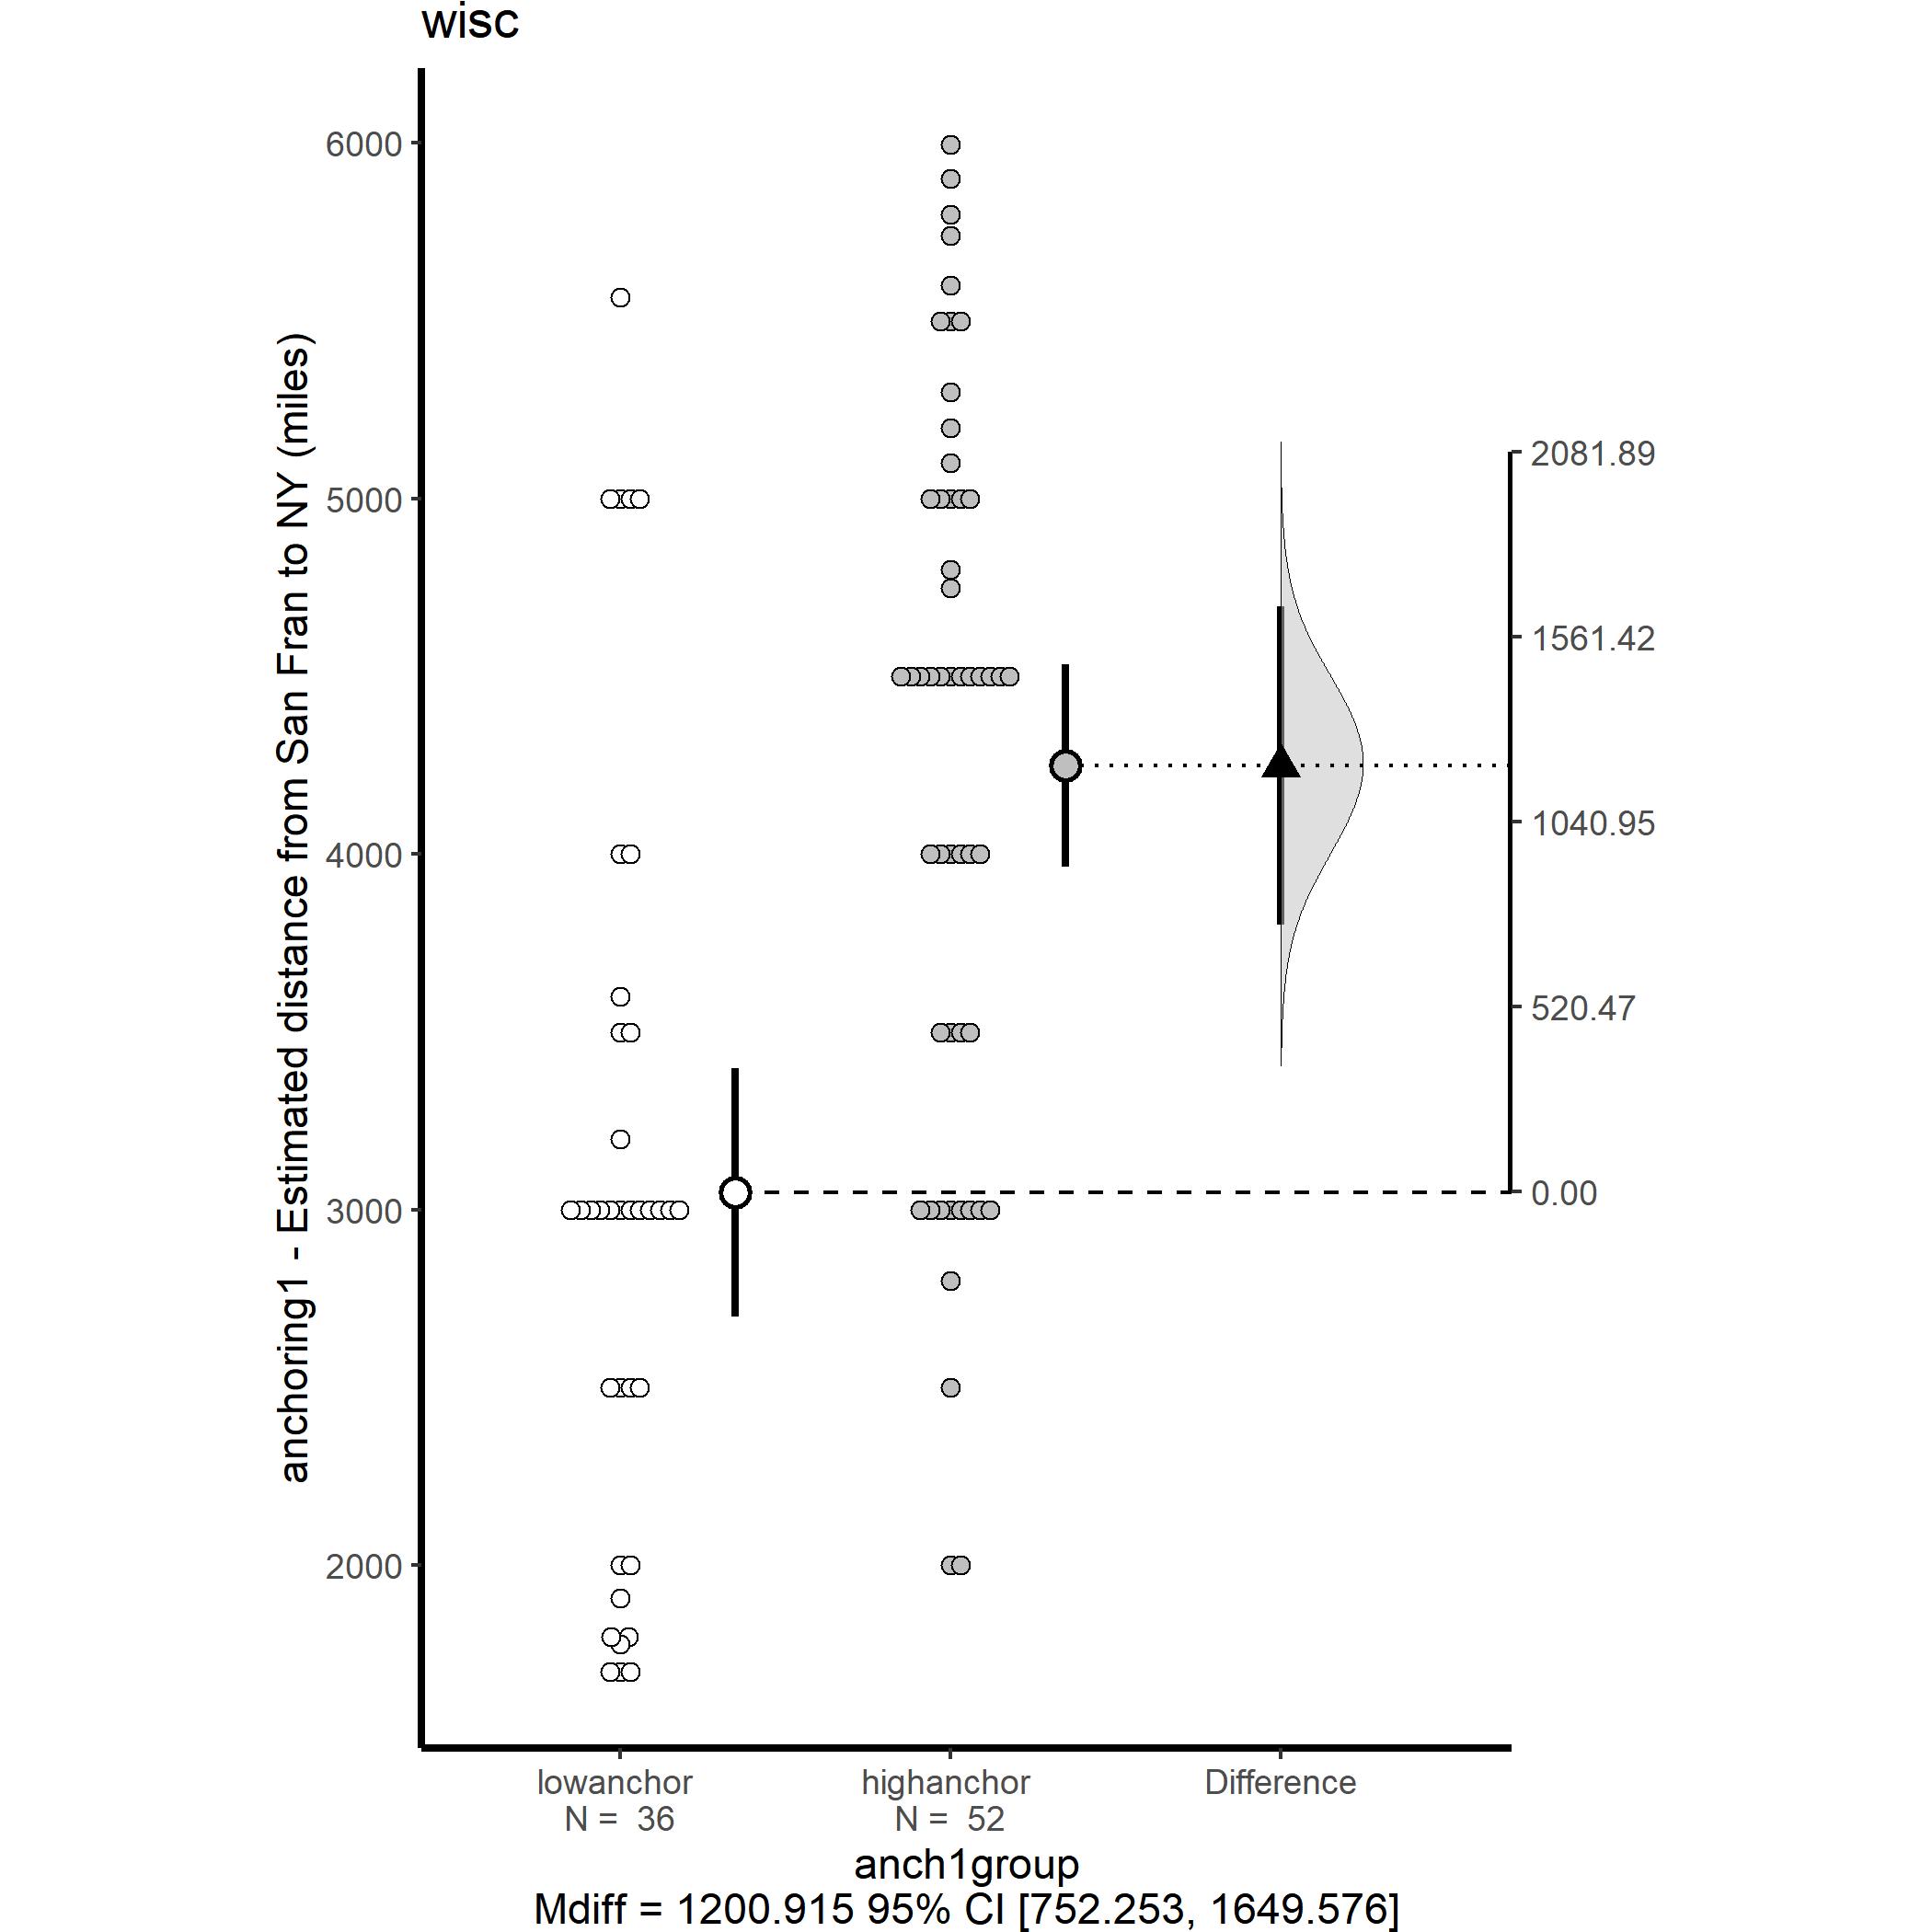 wisc
anchoring1 - Estimated distance from San Fran to NY (miles)
6000
5000
4000
3000
2000
2081.89
1561.42
1040.95
520.47
0.00
lowanchor
N =  36
highanchor
N =  52
Difference
anch1group
Mdiff = 1200.915 95% CI [752.253, 1649.576]